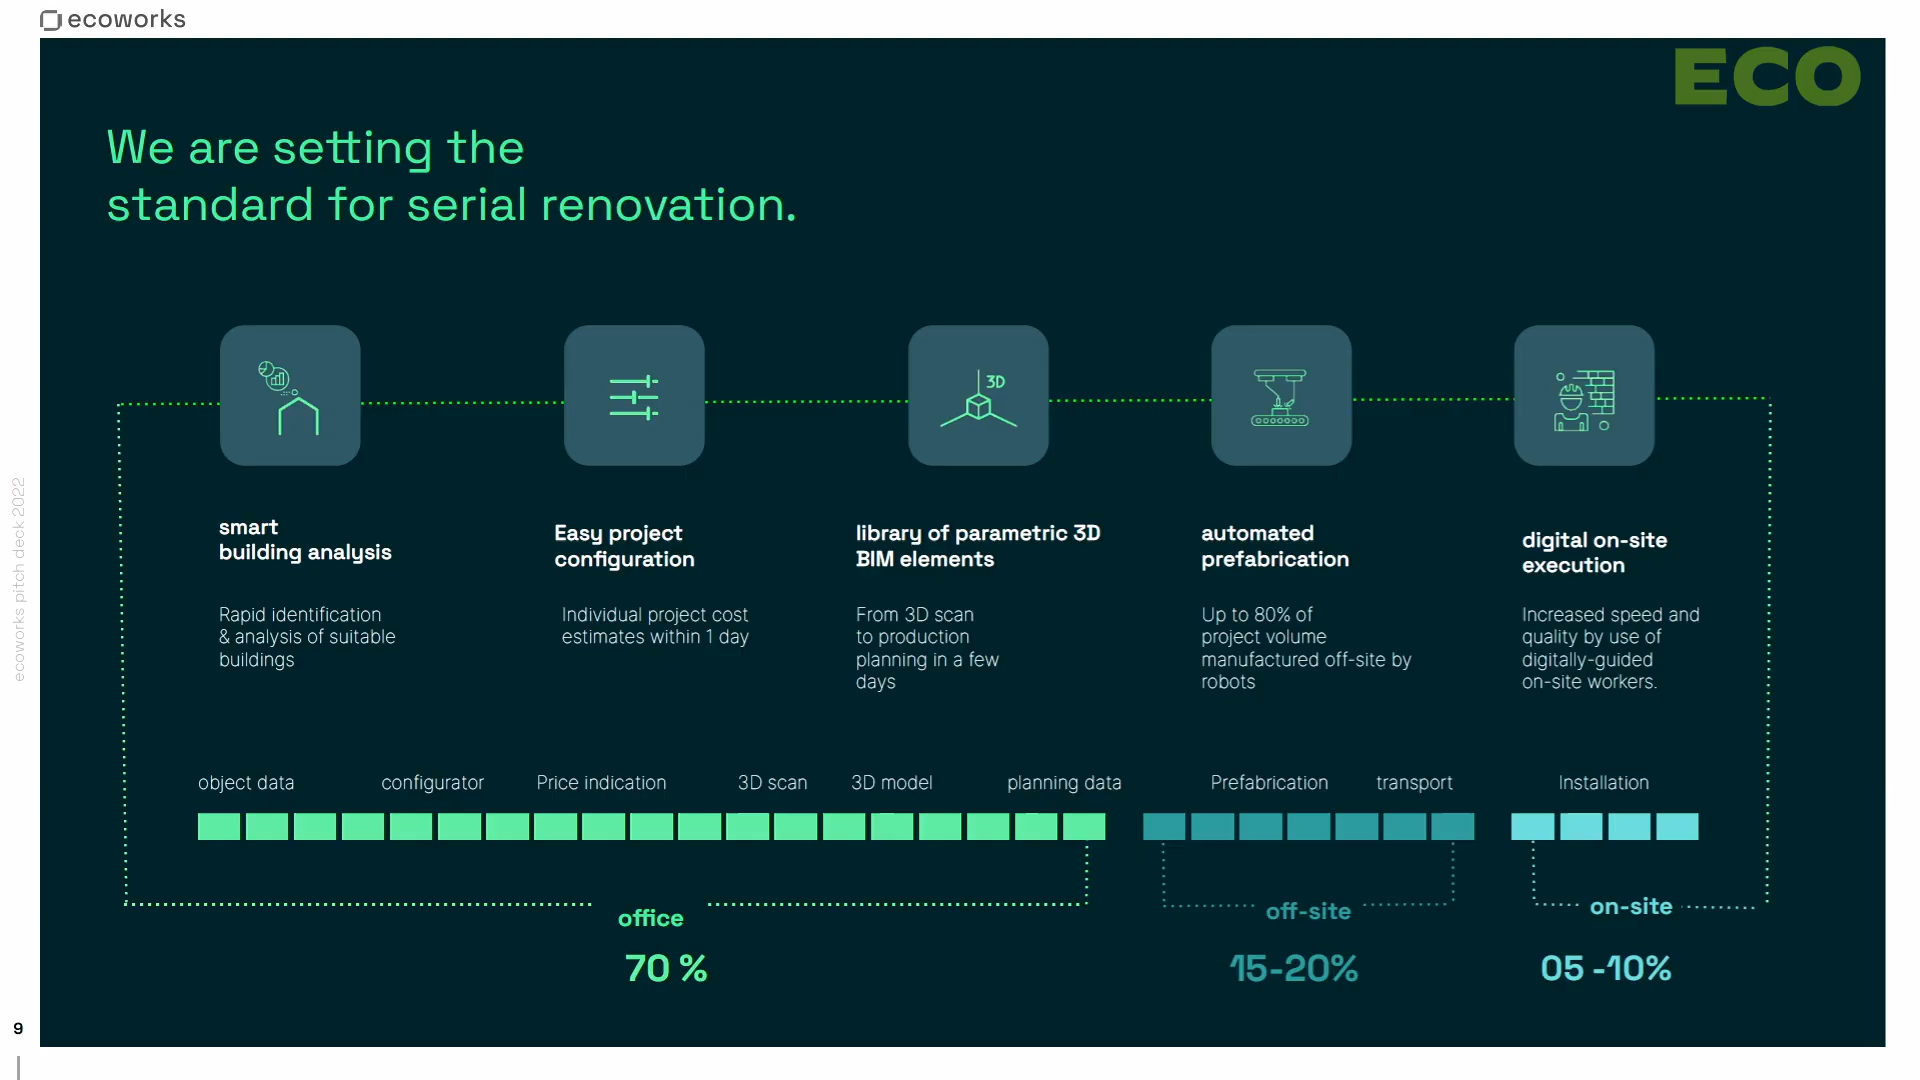 ecoworks
ECO
We are setting the
standard for serial renovation.
3D
smart
building analysis
Easy project
configuration
library of parametric 3D
BIM elements
automated
prefabrication
digital on-site
execution
Rapid identification
& analysis of suitable
buildings
Individual project cost
estimates within 1 day
From 3D scan
to production
planning in a few
days
Up to 80% of
project volume
manufactured off-site by
robots
Increased speed and
quality by use of
digitally-guided
on-site workers.
object data
configurator
Price indication
3D scan
3D model
planning data
Prefabrication
transport
Installation
office
off-site
on-site
70 %
15-20%
05 -10%
ecoworks pitch deck 2022
9